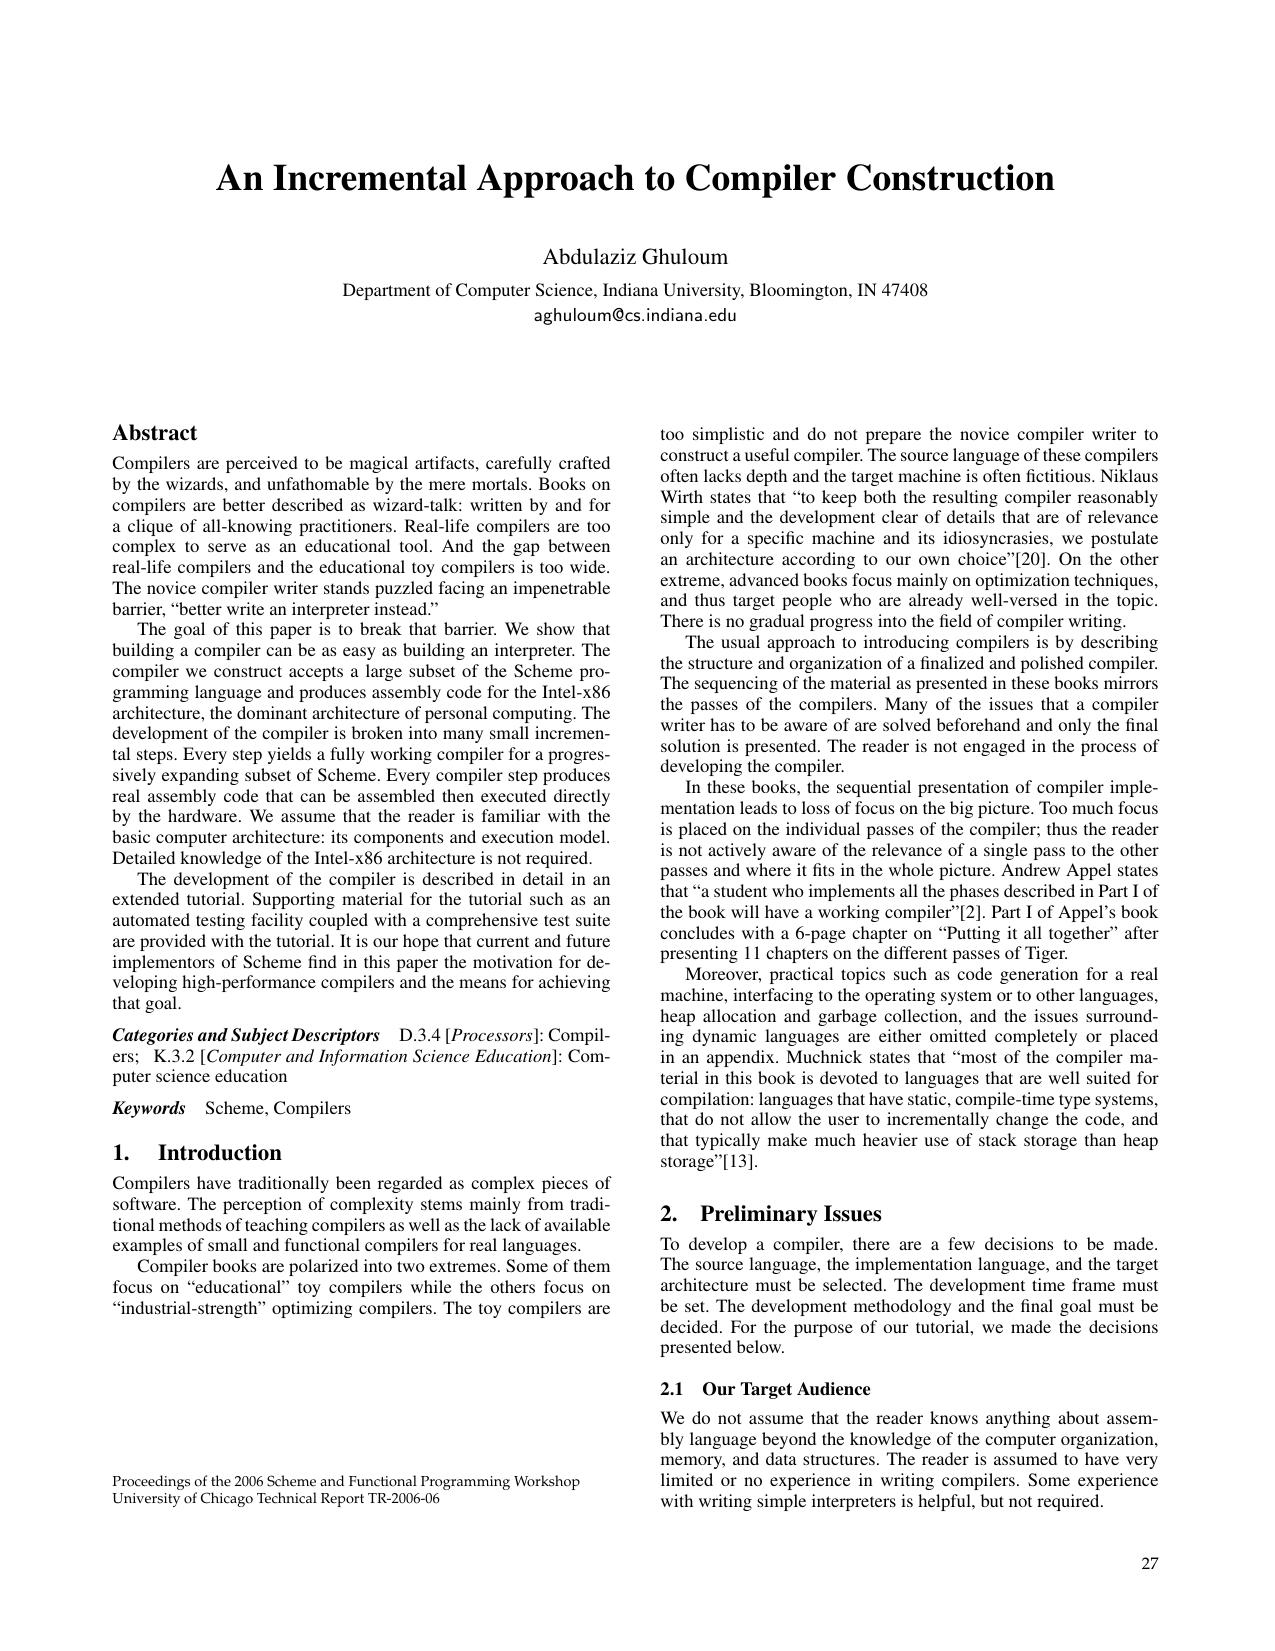 An Incremental Approach to Compiler Construction
Abdulaziz Ghuloum
Department of Computer Science, Indiana University, Bloomington, IN 47408
aghuloum@cs.indiana.edu
Abstract
Compilers are perceived to be magical artifacts, carefully crafted
by the wizards, and unfathomable by the mere mortals. Books on
compilers are better described as wizard-talk: written by and for
a clique of all-knowing practitioners. Real-life compilers are too
complex to serve as an educational tool. And the gap between
real-life compilers and the educational toy compilers is too wide.
The novice compiler writer stands puzzled facing an impenetrable
barrier, “better write an interpreter instead.”
The goal of this paper is to break that barrier. We show that
building a compiler can be as easy as building an interpreter. The
compiler we construct accepts a large subset of the Scheme pro-
gramming language and produces assembly code for the Intel-x86
architecture, the dominant architecture of personal computing. The
development of the compiler is broken into many small incremen-
tal steps. Every step yields a fully working compiler for a progres-
sively expanding subset of Scheme. Every compiler step produces
real assembly code that can be assembled then executed directly
by the hardware. We assume that the reader is familiar with the
basic computer architecture: its components and execution model.
Detailed knowledge of the Intel-x86 architecture is not required.
The development of the compiler is described in detail in an
extended tutorial. Supporting material for the tutorial such as an
automated testing facility coupled with a comprehensive test suite
are provided with the tutorial. It is our hope that current and future
implementors of Scheme find in this paper the motivation for de-
veloping high-performance compilers and the means for achieving
that goal.
Categories and Subject Descriptors D.3.4 [Processors]: Compil-
ers; K.3.2 [Computer and Information Science Education]: Com-
puter science education
Keywords Scheme, Compilers
1. Introduction
Compilers have traditionally been regarded as complex pieces of
software. The perception of complexity stems mainly from tradi-
tional methods of teaching compilers as well as the lack of available
examples of small and functional compilers for real languages.
Compiler books are polarized into two extremes. Some of them
focus on “educational” toy compilers while the others focus on
“industrial-strength” optimizing compilers. The toy compilers are
Proceedings of the 2006 Scheme and Functional Programming Workshop
University of Chicago Technical Report TR-2006-06
too simplistic and do not prepare the novice compiler writer to
construct a useful compiler. The source language of these compilers
often lacks depth and the target machine is often fictitious. Niklaus
Wirth states that “to keep both the resulting compiler reasonably
simple and the development clear of details that are of relevance
only for a specific machine and its idiosyncrasies, we postulate
an architecture according to our own choice”[20]. On the other
extreme, advanced books focus mainly on optimization techniques,
and thus target people who are already well-versed in the topic.
There is no gradual progress into the field of compiler writing.
The usual approach to introducing compilers is by describing
the structure and organization of a finalized and polished compiler.
The sequencing of the material as presented in these books mirrors
the passes of the compilers. Many of the issues that a compiler
writer has to be aware of are solved beforehand and only the final
solution is presented. The reader is not engaged in the process of
developing the compiler.
In these books, the sequential presentation of compiler imple-
mentation leads to loss of focus on the big picture. Too much focus
is placed on the individual passes of the compiler; thus the reader
is not actively aware of the relevance of a single pass to the other
passes and where it fits in the whole picture. Andrew Appel states
that “a student who implements all the phases described in Part I of
the book will have a working compiler”[2]. Part I of Appel’s book
concludes with a 6-page chapter on “Putting it all together” after
presenting 11 chapters on the different passes of Tiger.
Moreover, practical topics such as code generation for a real
machine, interfacing to the operating system or to other languages,
heap allocation and garbage collection, and the issues surround-
ing dynamic languages are either omitted completely or placed
in an appendix. Muchnick states that “most of the compiler ma-
terial in this book is devoted to languages that are well suited for
compilation: languages that have static, compile-time type systems,
that do not allow the user to incrementally change the code, and
that typically make much heavier use of stack storage than heap
storage”[13].
2. Preliminary Issues
To develop a compiler, there are a few decisions to be made.
The source language, the implementation language, and the target
architecture must be selected. The development time frame must
be set. The development methodology and the final goal must be
decided. For the purpose of our tutorial, we made the decisions
presented below.
2.1 Our Target Audience
We do not assume that the reader knows anything about assem-
bly language beyond the knowledge of the computer organization,
memory, and data structures. The reader is assumed to have very
limited or no experience in writing compilers. Some experience
with writing simple interpreters is helpful, but not required.
27